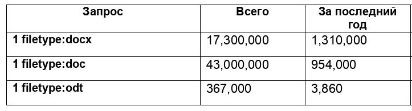 Запрос Всего За последний
год
1 filetype:docx 17,300,000 1,310,000
1 filetype:doc 43,000,000 954,000
1 filetype:odt 367,000 3,860